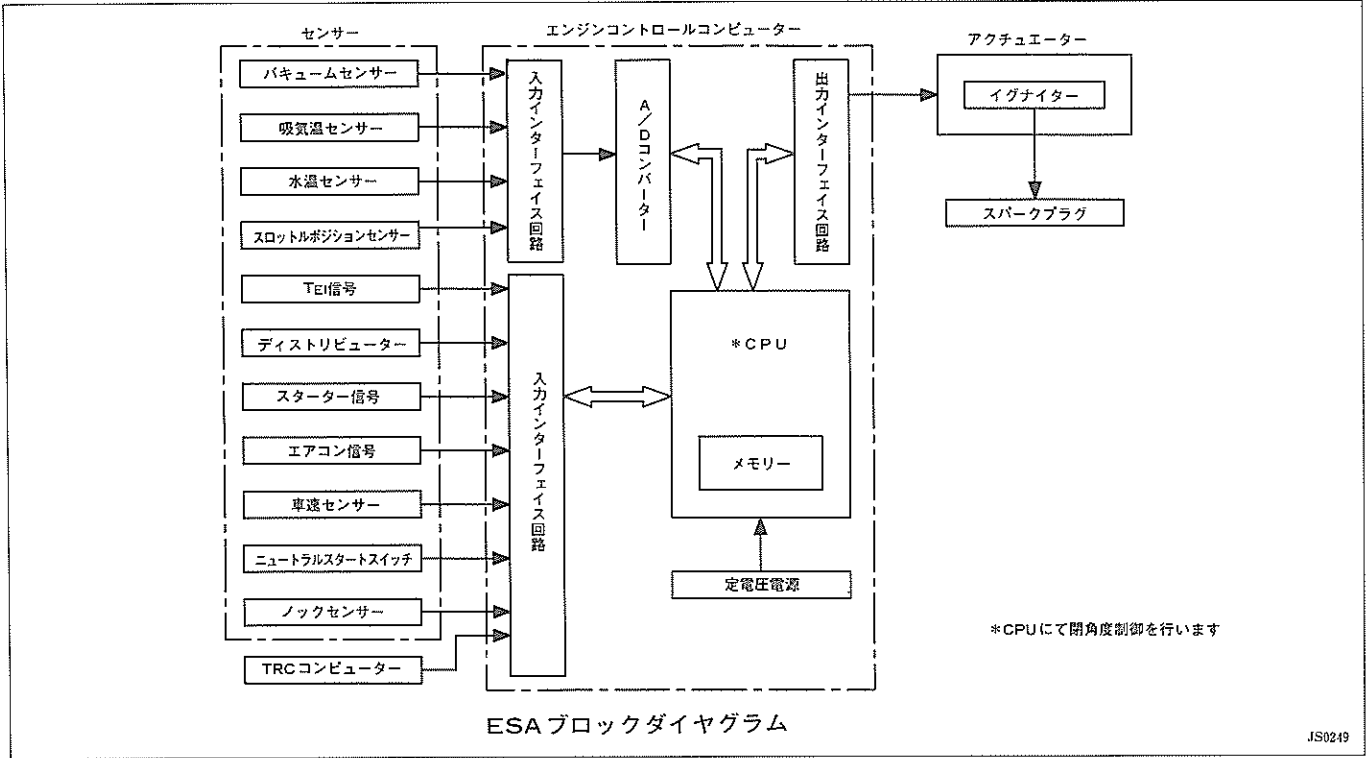 センサー
バキュームセンサー
吸気温センサー
水温センサー
スロットルポジションセンサー
TEI信号
ディストリビューター
スターター信号
エアコン信号
車速センサー
ニュートラルスタートスイッチ
ノックセンサー
TRCコンピューター
エンジンコントロールコンピューター
入力インターフェイス回路
A/Dコンバーター
出力インターフェイス回路
入力インターフェイス回路
*CPU
メモリー
定電圧電源
アクチュエーター
イグナイター
スパークプラグ
*CPUにて閉角度制御を行います
ESAブロックダイヤグラム
JS0249